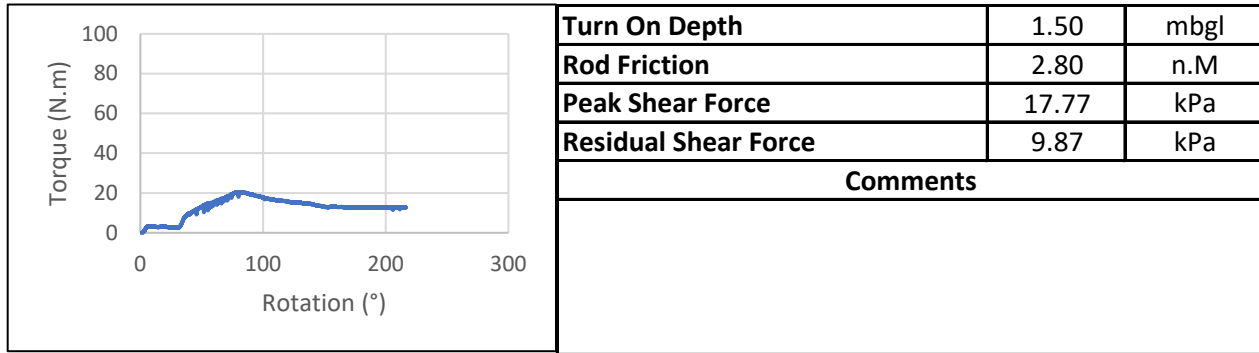 100
80
60
40
20
0
Torque (N.m)
0 100 200 300
Rotation (°)
Turn On Depth 1.50 mbgl
Rod Friction 2.80 n.M
Peak Shear Force 17.77 kPa
Residual Shear Force 9.87 kPa
Comments